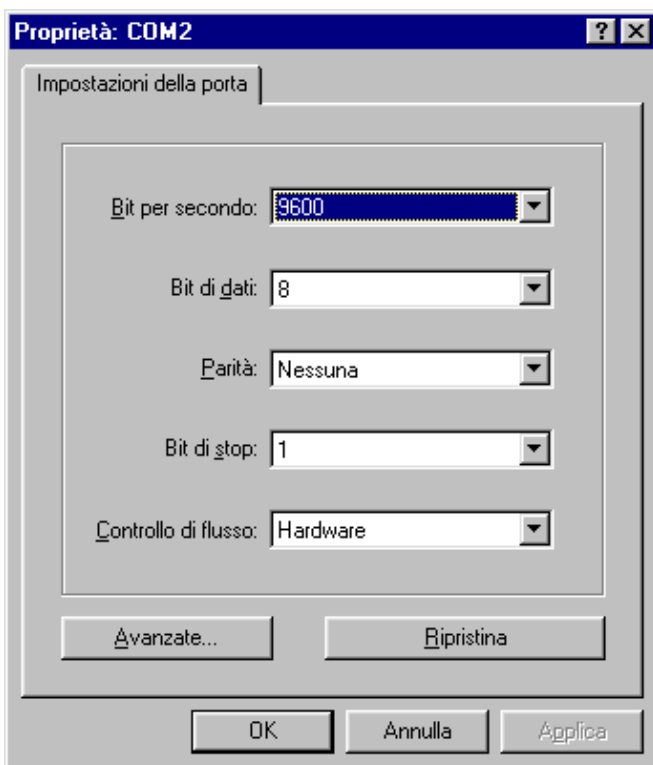 Proprietà: COM2
Impostazioni della porta
Bit per secondo: 9600
Bit di dati: 8
Parità: Nessuna
Bit di stop: 1
Controllo di flusso: Hardware
Avanzate... Ripristina
OK Annulla Applica